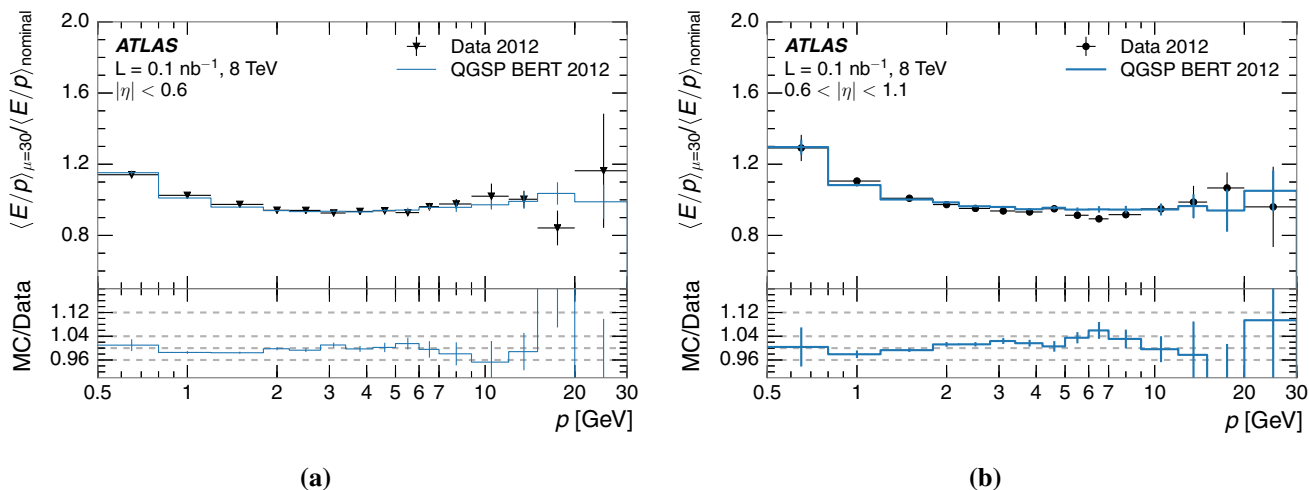 ⟨E/p⟩μ=30/⟨E/p⟩nominal
2.0
1.6
1.2
0.8
ATLAS
L = 0.1 nb−1, 8 TeV
|η| < 0.6
Data 2012
QGSP BERT 2012
MC/Data
1.12
1.04
0.96
0.5 1 2 3 4 5 6 7 10 20 30
p [GeV]
(a)
⟨E/p⟩μ=30/⟨E/p⟩nominal
2.0
1.6
1.2
0.8
ATLAS
L = 0.1 nb−1, 8 TeV
0.6 < |η| < 1.1
Data 2012
QGSP BERT 2012
MC/Data
1.12
1.04
0.96
0.5 1 2 3 4 5 6 7 10 20 30
p [GeV]
(b)